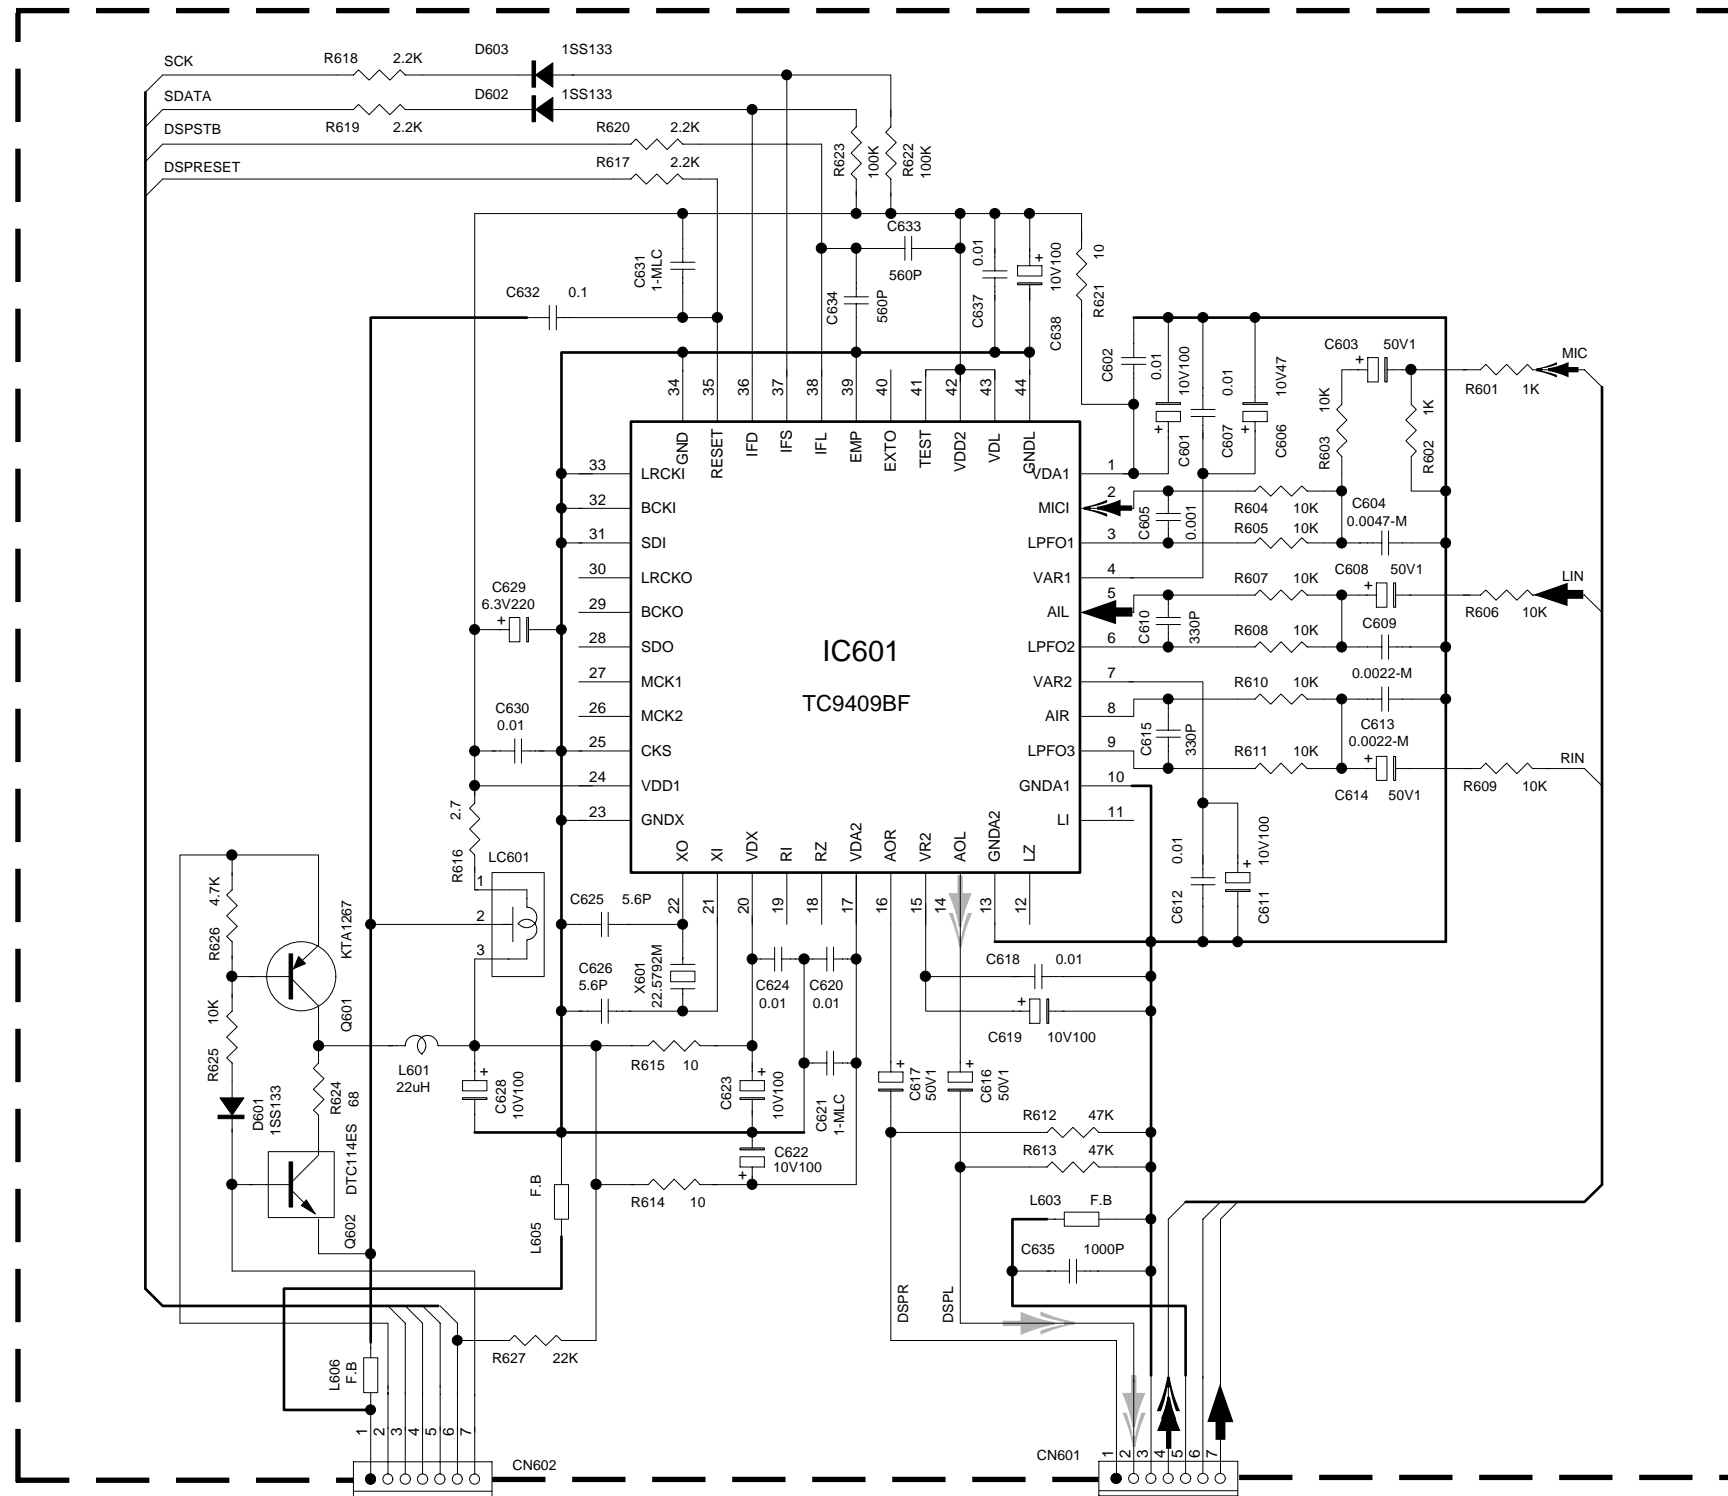 SCK
R618 2.2K
D603 1SS133
SDATA
R619 2.2K
D602 1SS133
DSPSTB
R620 2.2K
DSPRESET
R617 2.2K
R623
100K
R622
100K
C633
560P
C631
1-MLC
C632 0.1
C634
560P
0.01
C637
+
10V100
C638
10
R621
34
35
36
37
38
39
40
41
42
43
44
GND
RESET
IFD
IFS
IFL
EMP
EXTO
TEST
VDD2
VDL
GNDL
C602
0.01
10V100
+
C601
0.01
C607
10V47
+
C606
C603 50V1
+
MIC
R601 1K
10K
R603
1K
R602
33 LRCKI
32 BCKI
31 SDI
30 LRCKO
29 BCKO
28 SDO
27 MCK1
26 MCK2
25 CKS
24 VDD1
23 GNDX
IC601
TC9409BF
VDA1 1
MICI 2
LPFO1 3
VAR1 4
AIL 5
LPFO2 6
VAR2 7
AIR 8
LPFO3 9
GNDA1 10
LI 11
C605
0.001
R604 10K
R605 10K
C604
0.0047-M
R607 10K
C608 50V1
+
LIN
R606 10K
C610
330P
R608 10K
C609
0.0022-M
R610 10K
C613
0.0022-M
C615
330P
R611 10K
+
C614 50V1
RIN
R609 10K
C629
6.3V220
+
C630
0.01
2.7
R616
LC601
1
2
3
XO
XI
VDX
RI
RZ
VDA2
AOR
VR2
AOL
GNDA2
LZ
22
21
20
19
18
17
16
15
14
13
12
0.01
C612
10V100
+
C611
4.7K
R626
KTA1267
Q601
10K
R625
C625 5.6P
C626
5.6P
X601
22.5792M
C624
0.01
C620
0.01
C618 0.01
+
C619 10V100
L601
22uH
R615 10
+
C628
10V100
C623
+
10V100
C621
1-MLC
+
C617
50V1
+
C616
50V1
R624
68
D601
1SS133
DTC114ES
Q602
C622
10V100
+
R612 47K
R613 47K
F.B
L605
R614 10
L603 F.B
C635 1000P
DSPR
DSPL
L606
F.B
R627 22K
1
2
3
4
5
6
7
CN602
CN601
1
2
3
4
5
6
7